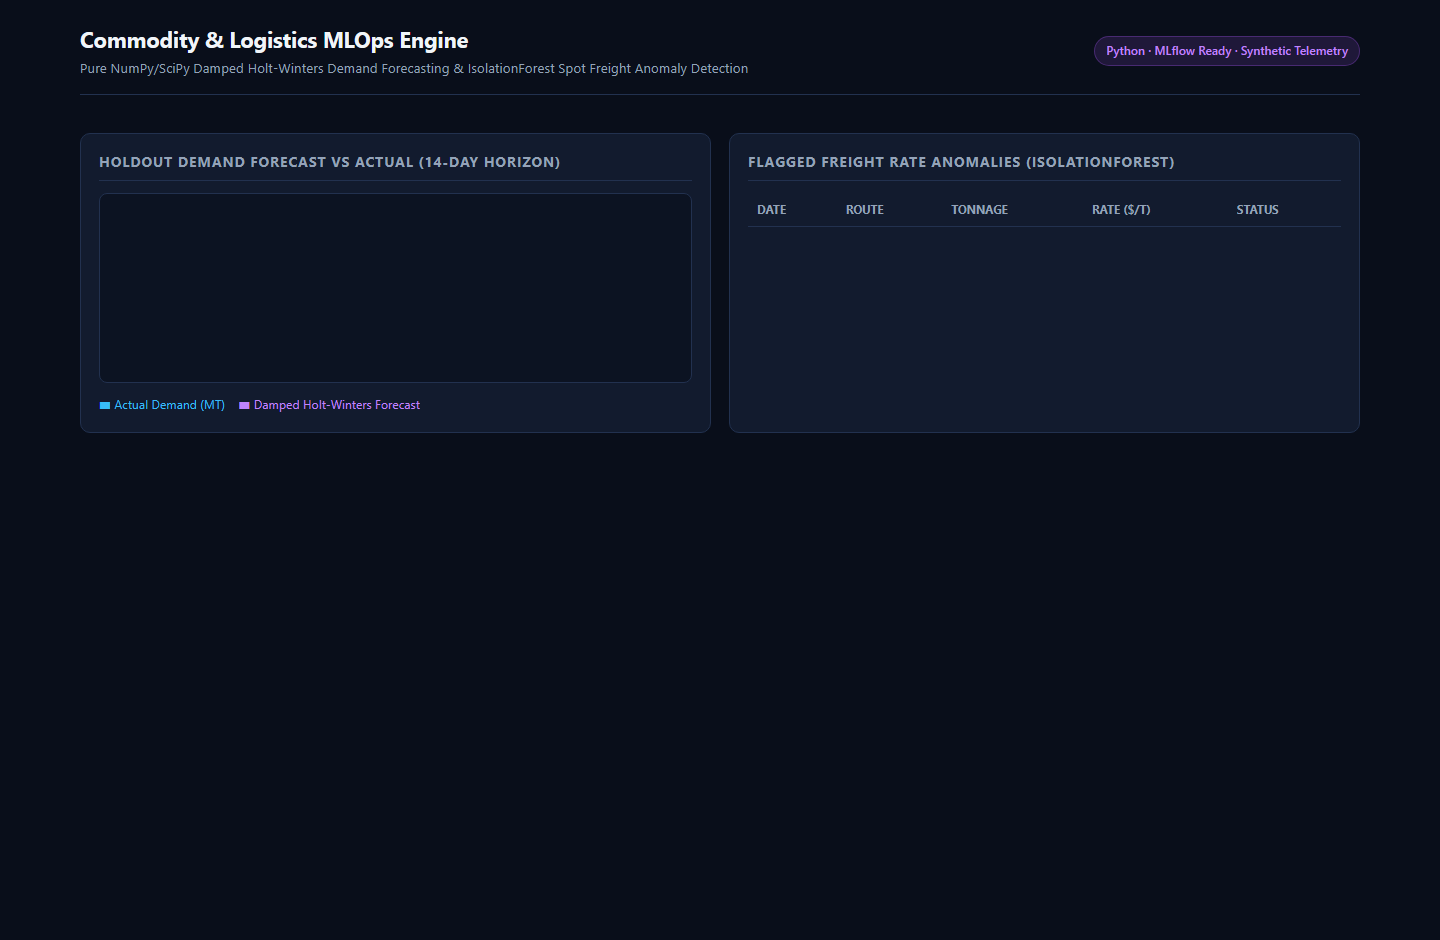 Commodity & Logistics MLOps Engine
Pure NumPy/SciPy Damped Holt-Winters Demand Forecasting & IsolationForest Spot Freight Anomaly Detection
Python · MLflow Ready · Synthetic Telemetry
HOLDOUT DEMAND FORECAST VS ACTUAL (14-DAY HORIZON)
Actual Demand (MT) Damped Holt-Winters Forecast
FLAGGED FREIGHT RATE ANOMALIES (ISOLATIONFOREST)
DATE ROUTE TONNAGE RATE ($/T) STATUS